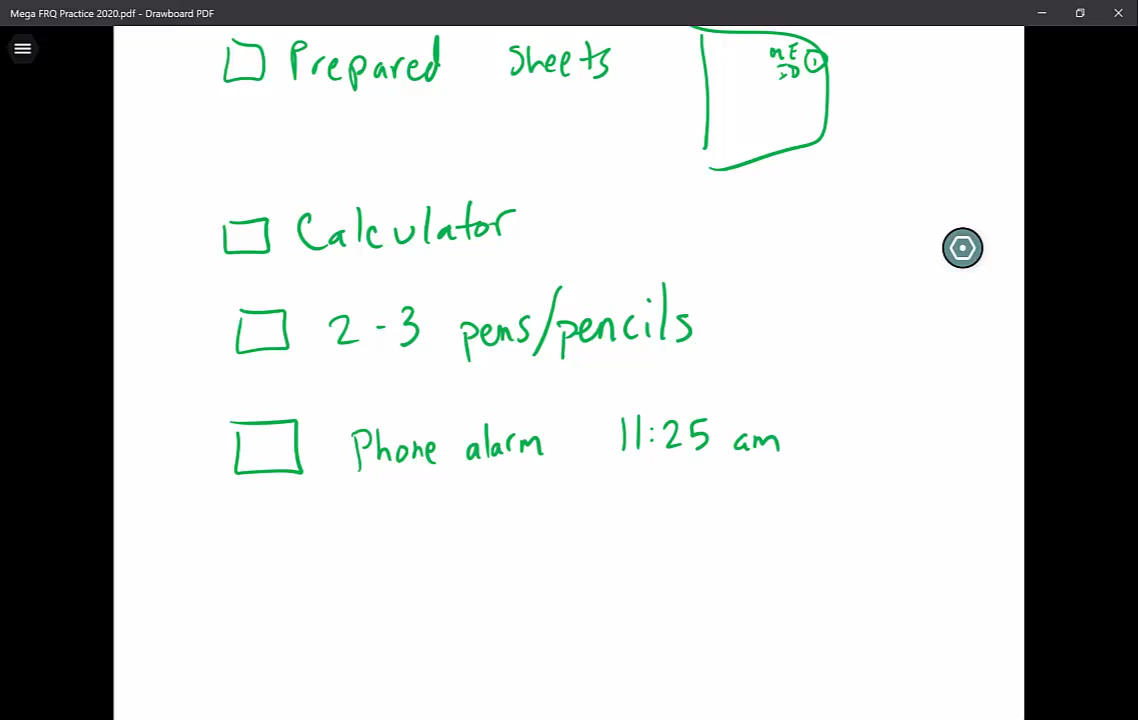 Mega FRQ Practice 2020.pdf - Drawboard PDF
Prepared sheets
1
Calculator
2-3 pens/pencils
Phone alarm 11:25 am